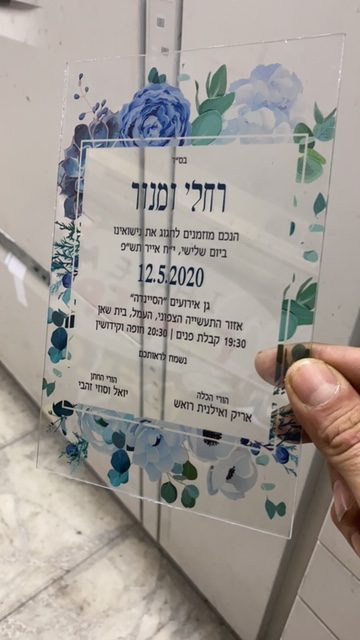 בס"ד
רחלי ומנור
הנכם מוזמנים לחגוג את נישואינו
ביום שלישי, י"ח אייר תש"פ
12.5.2020
גן אירועים "הסיינדה"
אזור התעשייה הצפוני, העמל, בית שאן
19:30 קבלת פנים | 20:30 חופה וקידושין
נשמח לראותכם
הורי הכלה
אריק ואילנית רואש
הורי החתן
יואל וסוזי זהבי